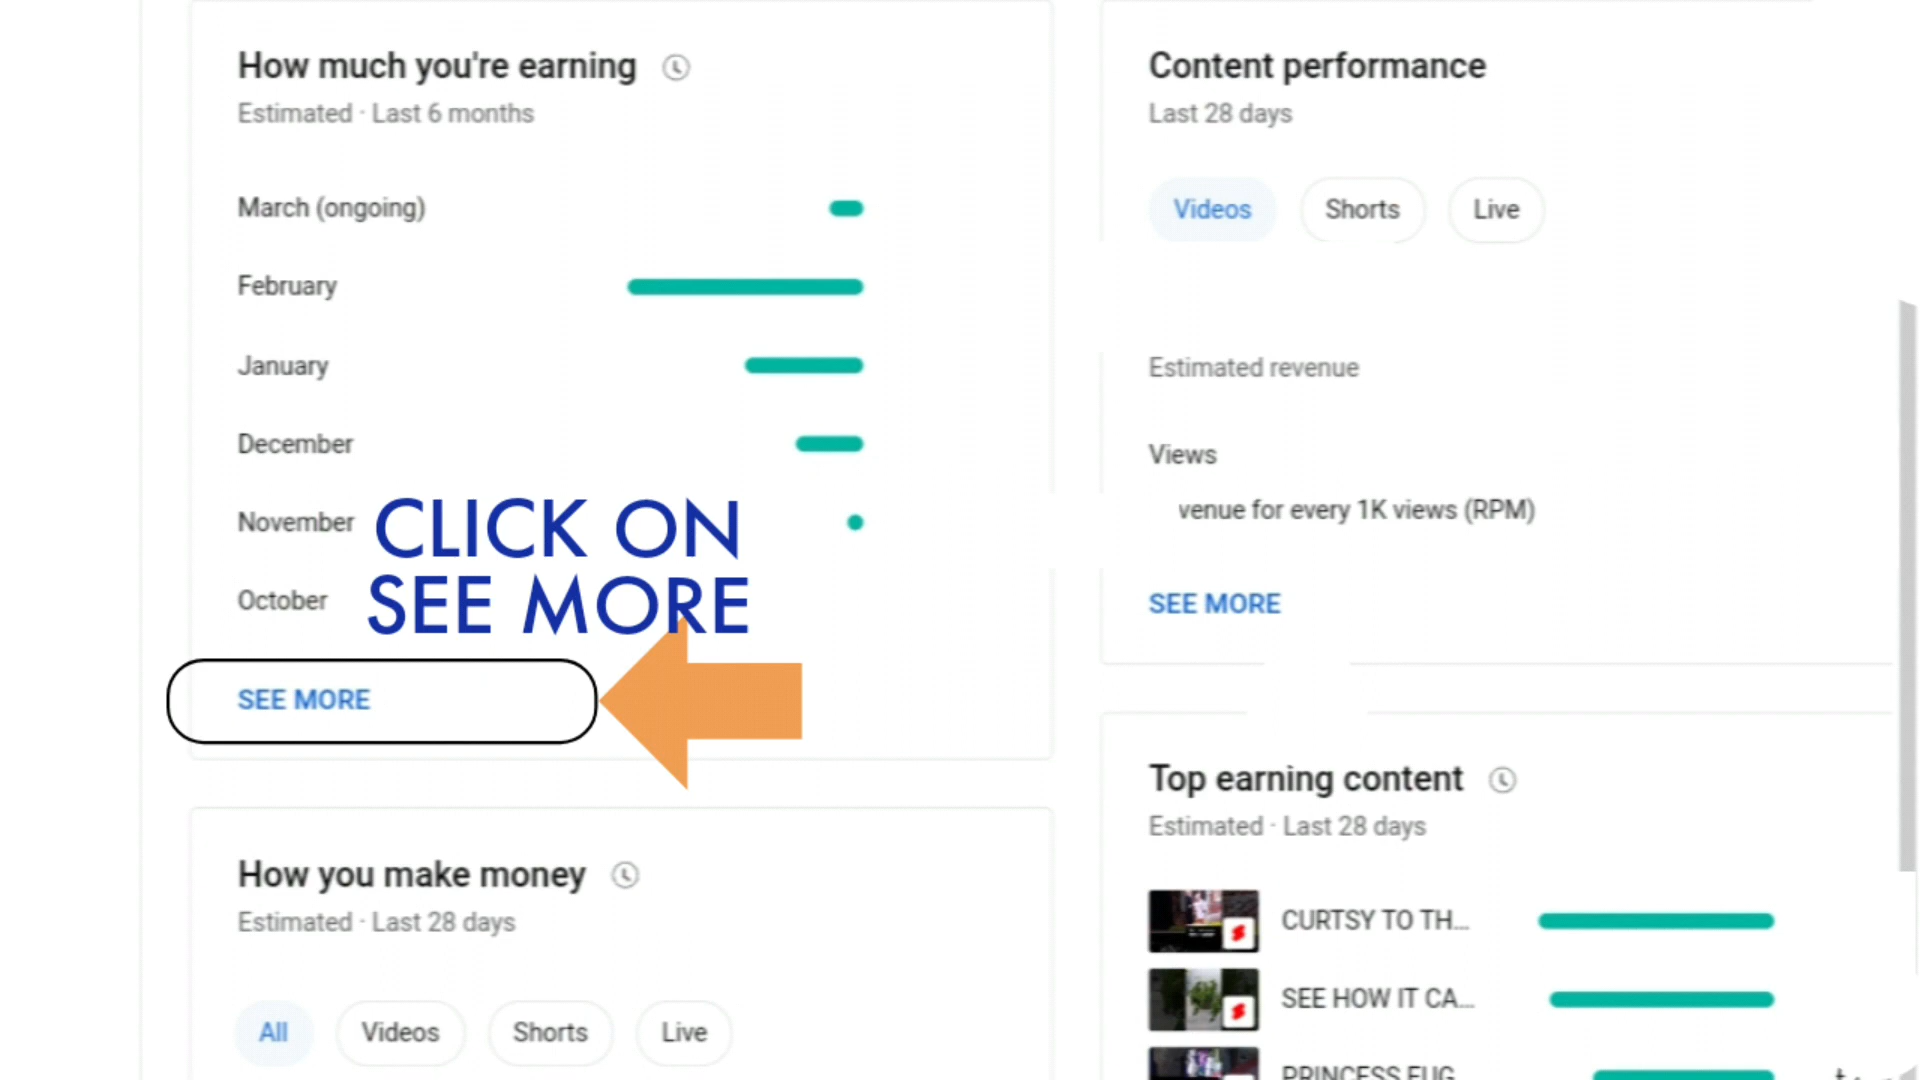 How much you're earning
Estimated · Last 6 months
March (ongoing)
February
January
December
November
October
CLICK ON
SEE MORE
SEE MORE
How you make money
Estimated · Last 28 days
All Videos Shorts Live
Content performance
Last 28 days
Videos Shorts Live
Estimated revenue
Views
venue for every 1K views (RPM)
SEE MORE
Top earning content
Estimated · Last 28 days
CURTSY TO TH...
SEE HOW IT CA...
PRINCESS EUG